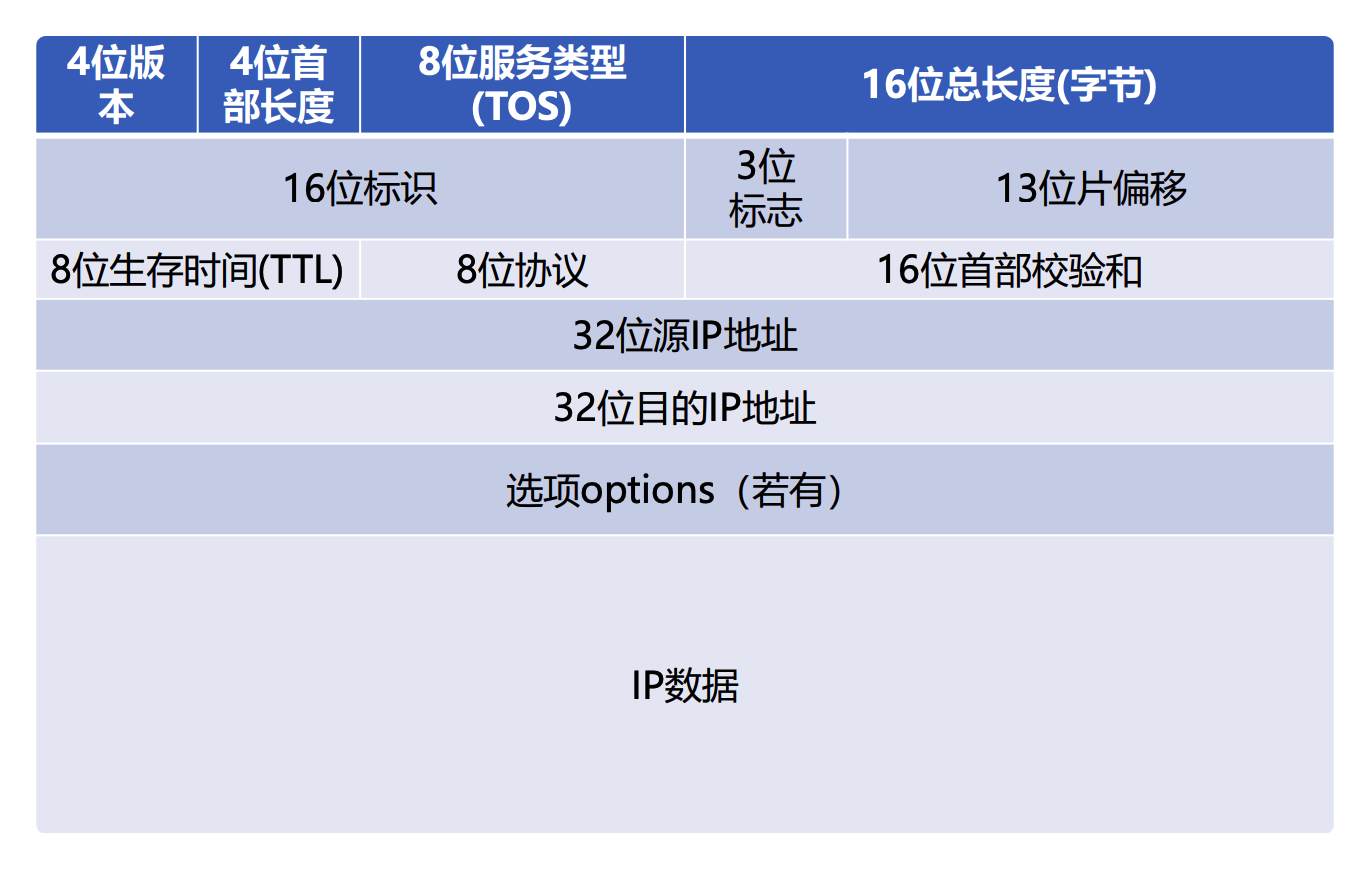 4位版
本
4位首
部长度
8位服务类型
(TOS)
16位总长度(字节)
16位标识
3位
标志
13位片偏移
8位生存时间(TTL)
8位协议
16位首部校验和
32位源IP地址
32位目的IP地址
选项options（若有）
IP数据